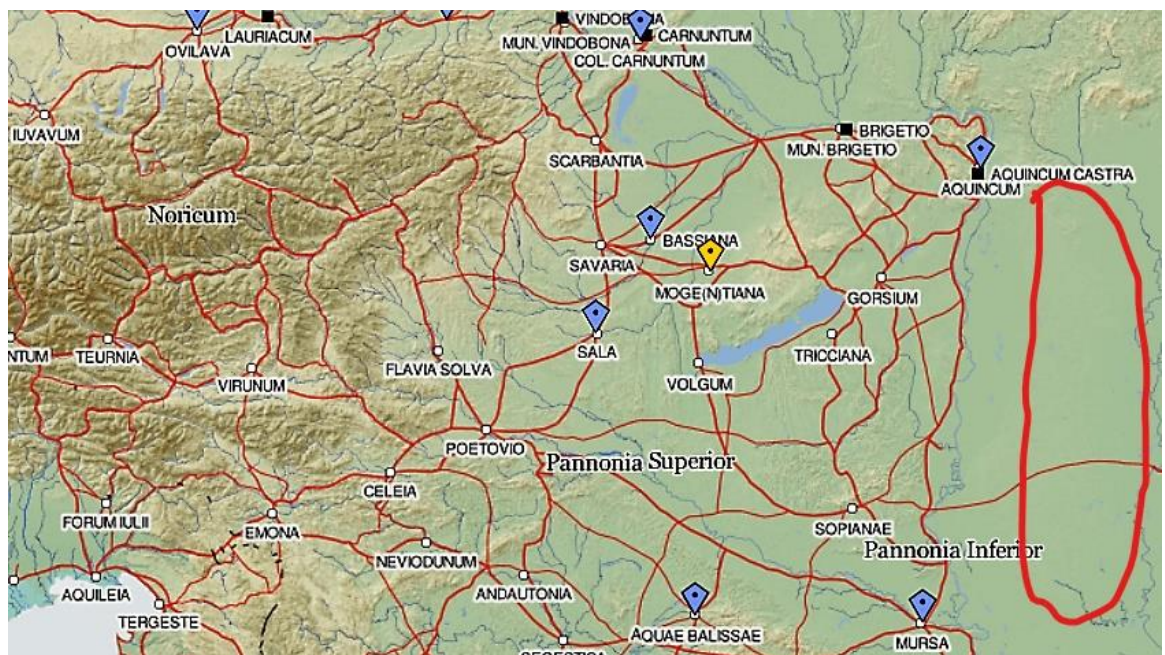 VINDOBONA
LAURIACUM
CARNUNTUM
OVILAVA
MUN. VINDOBONA
COL. CARNUNTUM
IUVAVUM
BRIGETIO
MUN. BRIGETIO
SCARBANTIA
AQUINCUM CASTRA
AQUINCUM
Noricum
BASSIANA
SAVARIA
MOGE(N)TIANA
GORSIUM
SALA
TRICCIANA
TEURNIA
FLAVIA SOLVA
VIRUNUM
VOLGUM
POETOVIO
Pannonia Superior
CELEIA
SOPIANAE
FORUM IULII
EMONA
Pannonia Inferior
NEVIODUNUM
ANDAUTONIA
AQUILEIA
TERGESTE
AQUAE BALISSAE
MURSA